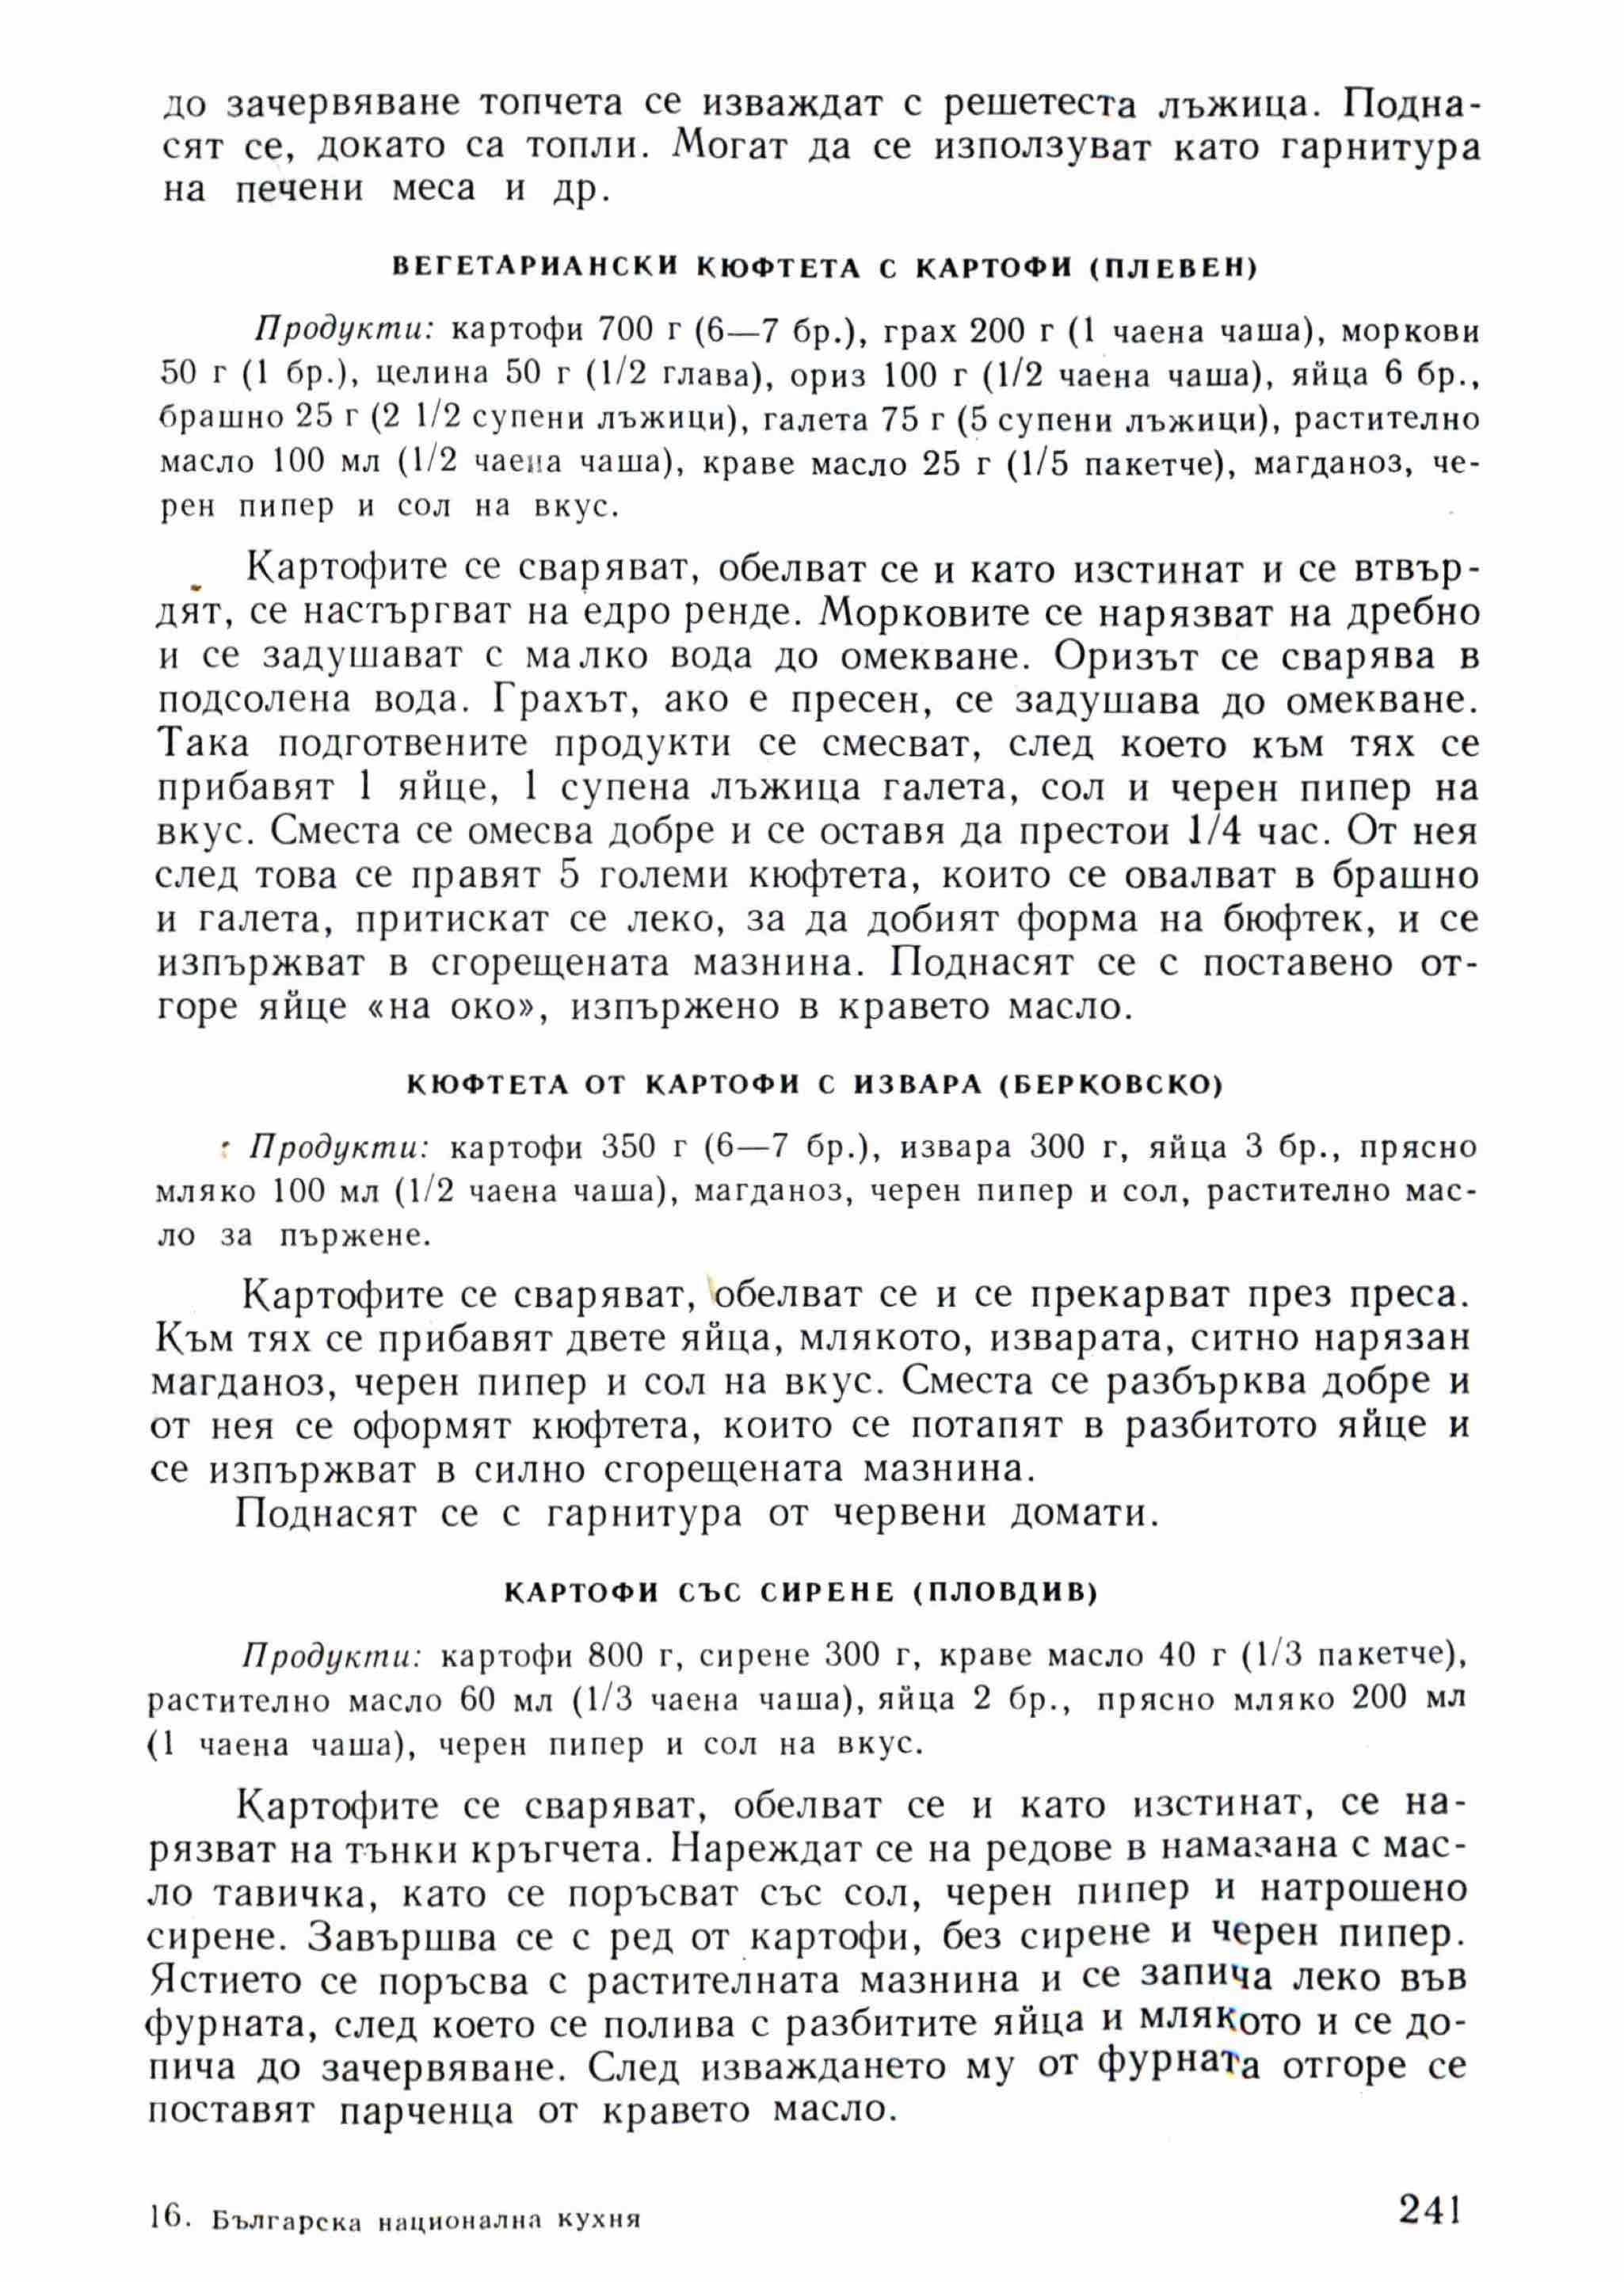 до зачервяване топчета се изваждат с решетеста лъжица. Подна-
сят се, докато са топли. Могат да се използуват като гарнитура
на печени меса и др.
ВЕГЕТАРИАНСКИ КЮФТЕТА С КАРТОФИ (ПЛЕВЕН)
Продукти: картофи 700 г (6—7 бр.), грах 200 г (1 чаена чаша), моркови
50 г (1 бр.), целина 50 г (1/2 глава), ориз 100 г (1/2 чаена чаша), яйца 6 бр.,
брашно 25 г (2 1/2 супени лъжици), галета 75 г (5 супени лъжици), растително
масло 100 мл (1/2 чаена чаша), краве масло 25 г (1/5 пакетче), магданоз, че-
рен пипер и сол на вкус.
Картофите се сваряват, обелват се и като изстинат и се втвър-
дят, се настъргват на едро ренде. Морковите се нарязват на дребно
и се задушават с малко вода до омекване. Оризът се сварява в
подсолена вода. Грахът, ако е пресен, се задушава до омекване.
Така подготвените продукти се смесват, след което към тях се
прибавят 1 яйце, 1 супена лъжица галета, сол и черен пипер на
вкус. Сместа се омесва добре и се оставя да престои 1/4 час. От нея
след това се правят 5 големи кюфтета, които се овалват в брашно
и галета, притискат се леко, за да добият форма на бюфтек, и се
изпържват в сгорещената мазнина. Поднасят се с поставено от-
горе яйце «на око», изпържено в кравето масло.
КЮФТЕТА ОТ КАРТОФИ С ИЗВАРА (БЕРКОВСКО)
Продукти: картофи 350 г (6—7 бр.), извара 300 г, яйца 3 бр., прясно
мляко 100 мл (1/2 чаена чаша), магданоз, черен пипер и сол, растително мас-
ло за пържене.
Картофите се сваряват, обелват се и се прекарват през преса.
Към тях се прибавят двете яйца, млякото, изварата, ситно нарязан
магданоз, черен пипер и сол на вкус. Сместа се разбърква добре и
от нея се оформят кюфтета, които се потапят в разбитото яйце и
се изпържват в силно сгорещената мазнина.
Поднасят се с гарнитура от червени домати.
КАРТОФИ СЪС СИРЕНЕ (ПЛОВДИВ)
Продукти: картофи 800 г, сирене 300 г, краве масло 40 г (1/3 пакетче),
растително масло 60 мл (1/3 чаена чаша), яйца 2 бр., прясно мляко 200 мл
(1 чаена чаша), черен пипер и сол на вкус.
Картофите се сваряват, обелват се и като изстинат, се на-
рязват на тънки кръгчета. Нареждат се на редове в намазана с мас-
ло тавичка, като се поръсват със сол, черен пипер и натрошено
сирене. Завършва се с ред от картофи, без сирене и черен пипер.
Ястието се поръсва с растителната мазнина и се запича леко във
фурната, след което се полива с разбитите яйца и млякото и се до-
пича до зачервяване. След изваждането му от фурната отгоре се
поставят парченца от кравето масло.
16. Българска национална кухня 241